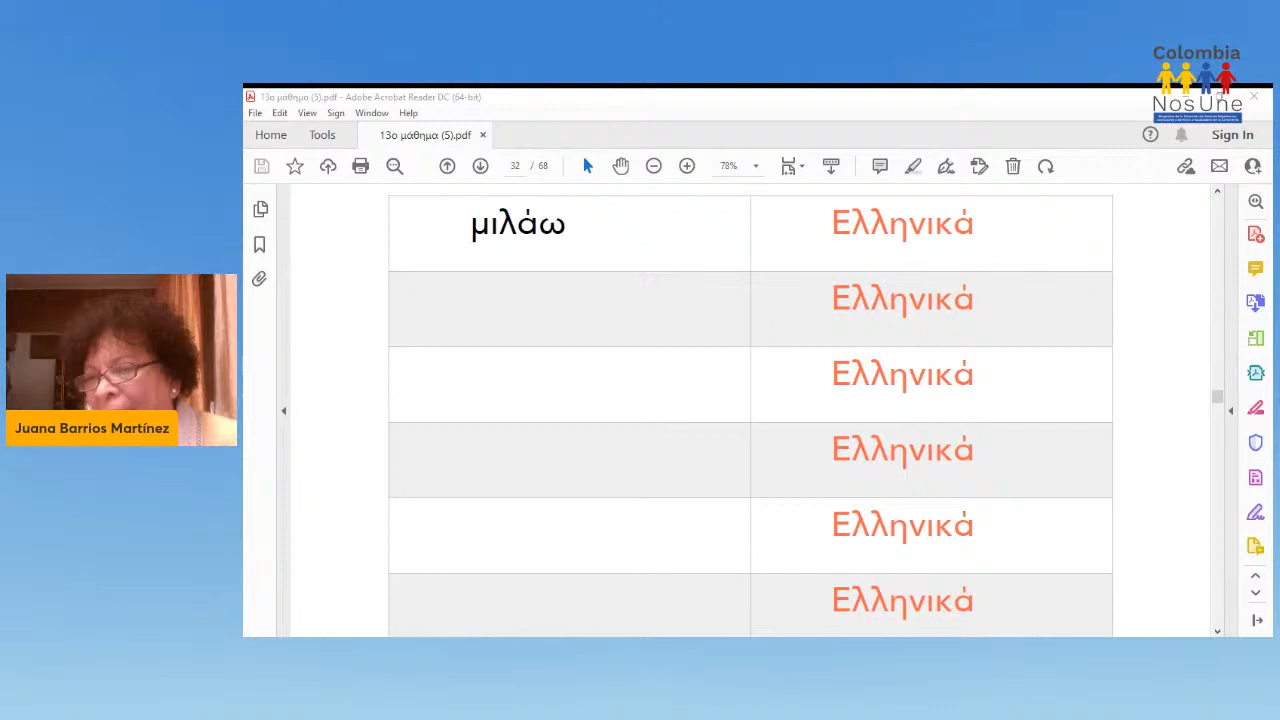 Colombia
NosUne
13ο μάθημα (5).pdf - Adobe Acrobat Reader DC (64-bit)
File Edit View Sign Window Help
Home Tools 13ο μάθημα (5).pdf × Sign In
32 / 68 78%
μιλάω Ελληνικά
Ελληνικά
Ελληνικά
Ελληνικά
Ελληνικά
Ελληνικά
Juana Barrios Martínez